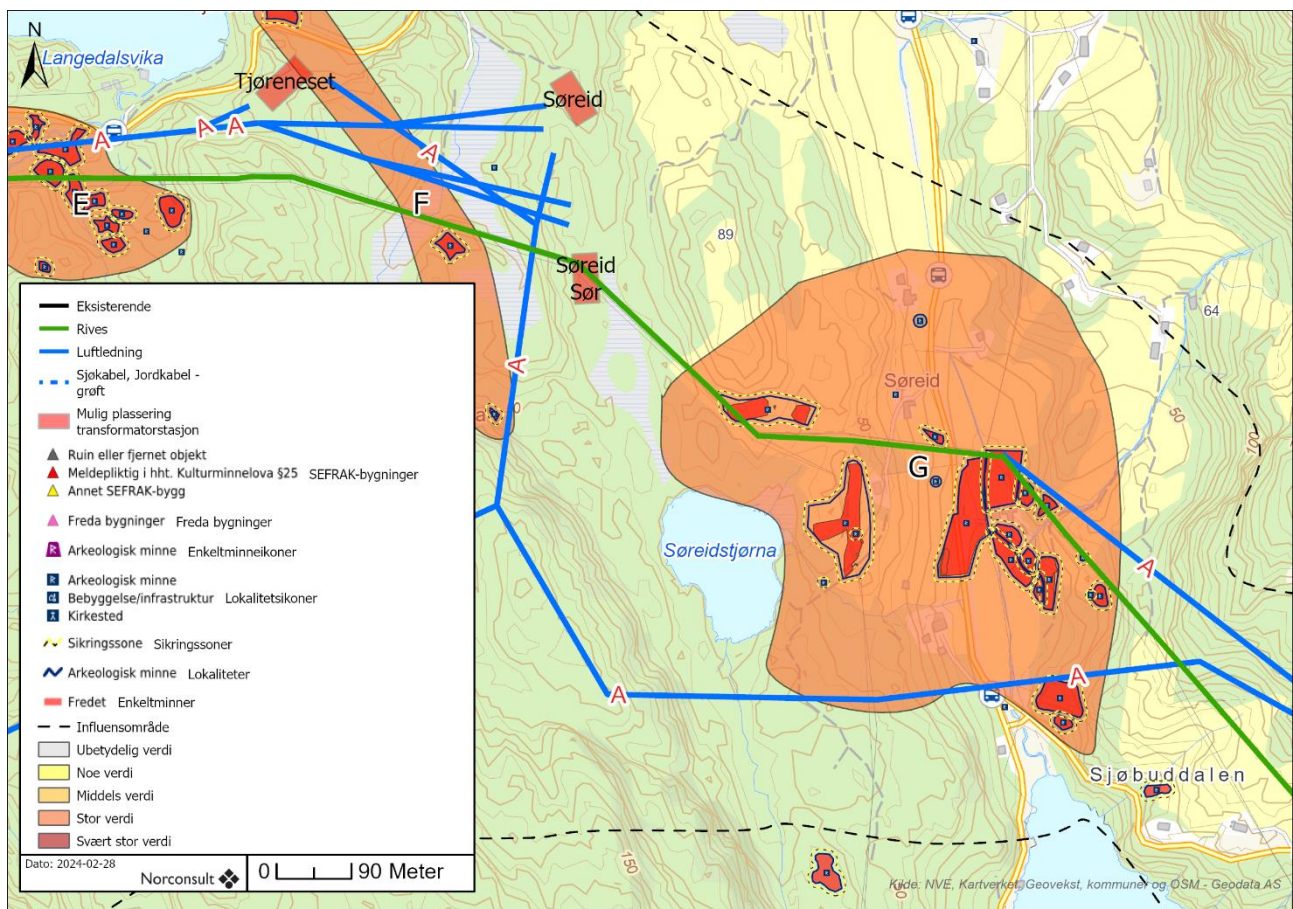 N
Langedalsvika
Tjøreneset
Søreid
A
A
A
A
E
F
Søreid
Sør
89
64
50
50
100
A
Søreid
G
Søreidstjørna
A
A
A
Sjøbuddalen
150
Eksisterende
Rives
Luftledning
Sjøkabel, Jordkabel -
grøft
Mulig plassering
transformatorstasjon
Ruin eller fjernet objekt
Meldepliktig i hht. Kulturminnelova §25 SEFRAK-bygninger
Annet SEFRAK-bygg
Freda bygninger Freda bygninger
Arkeologisk minne Enkeltminneikoner
Arkeologisk minne
Bebyggelse/infrastruktur Lokalitetsikoner
Kirkested
Sikringssone Sikringssoner
Arkeologisk minne Lokaliteter
Fredet Enkeltminner
Influensområde
Ubetydelig verdi
Noe verdi
Middels verdi
Stor verdi
Svært stor verdi
Dato: 2024-02-28
Norconsult
0 90 Meter
Kilde: NVE, Kartverket, Geovekst, kommuner og OSM - Geodata AS